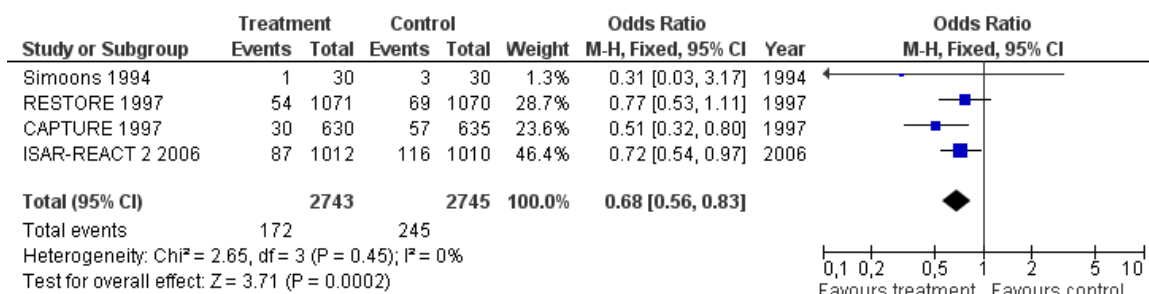 Treatment Control Odds Ratio Odds Ratio
Study or Subgroup Events Total Events Total Weight M-H, Fixed, 95% CI Year M-H, Fixed, 95% CI
Simoons 1994 1 30 3 30 1.3% 0.31 [0.03, 3.17] 1994
RESTORE 1997 54 1071 69 1070 28.7% 0.77 [0.53, 1.11] 1997
CAPTURE 1997 30 630 57 635 23.6% 0.51 [0.32, 0.80] 1997
ISAR-REACT 2 2006 87 1012 116 1010 46.4% 0.72 [0.54, 0.97] 2006
Total (95% CI) 2743 2745 100.0% 0.68 [0.56, 0.83]
Total events 172 245
Heterogeneity: Chi² = 2.65, df = 3 (P = 0.45); I² = 0%
Test for overall effect: Z = 3.71 (P = 0.0002)
0,1 0,2 0,5 1 2 5 10
Favours treatment Favours control